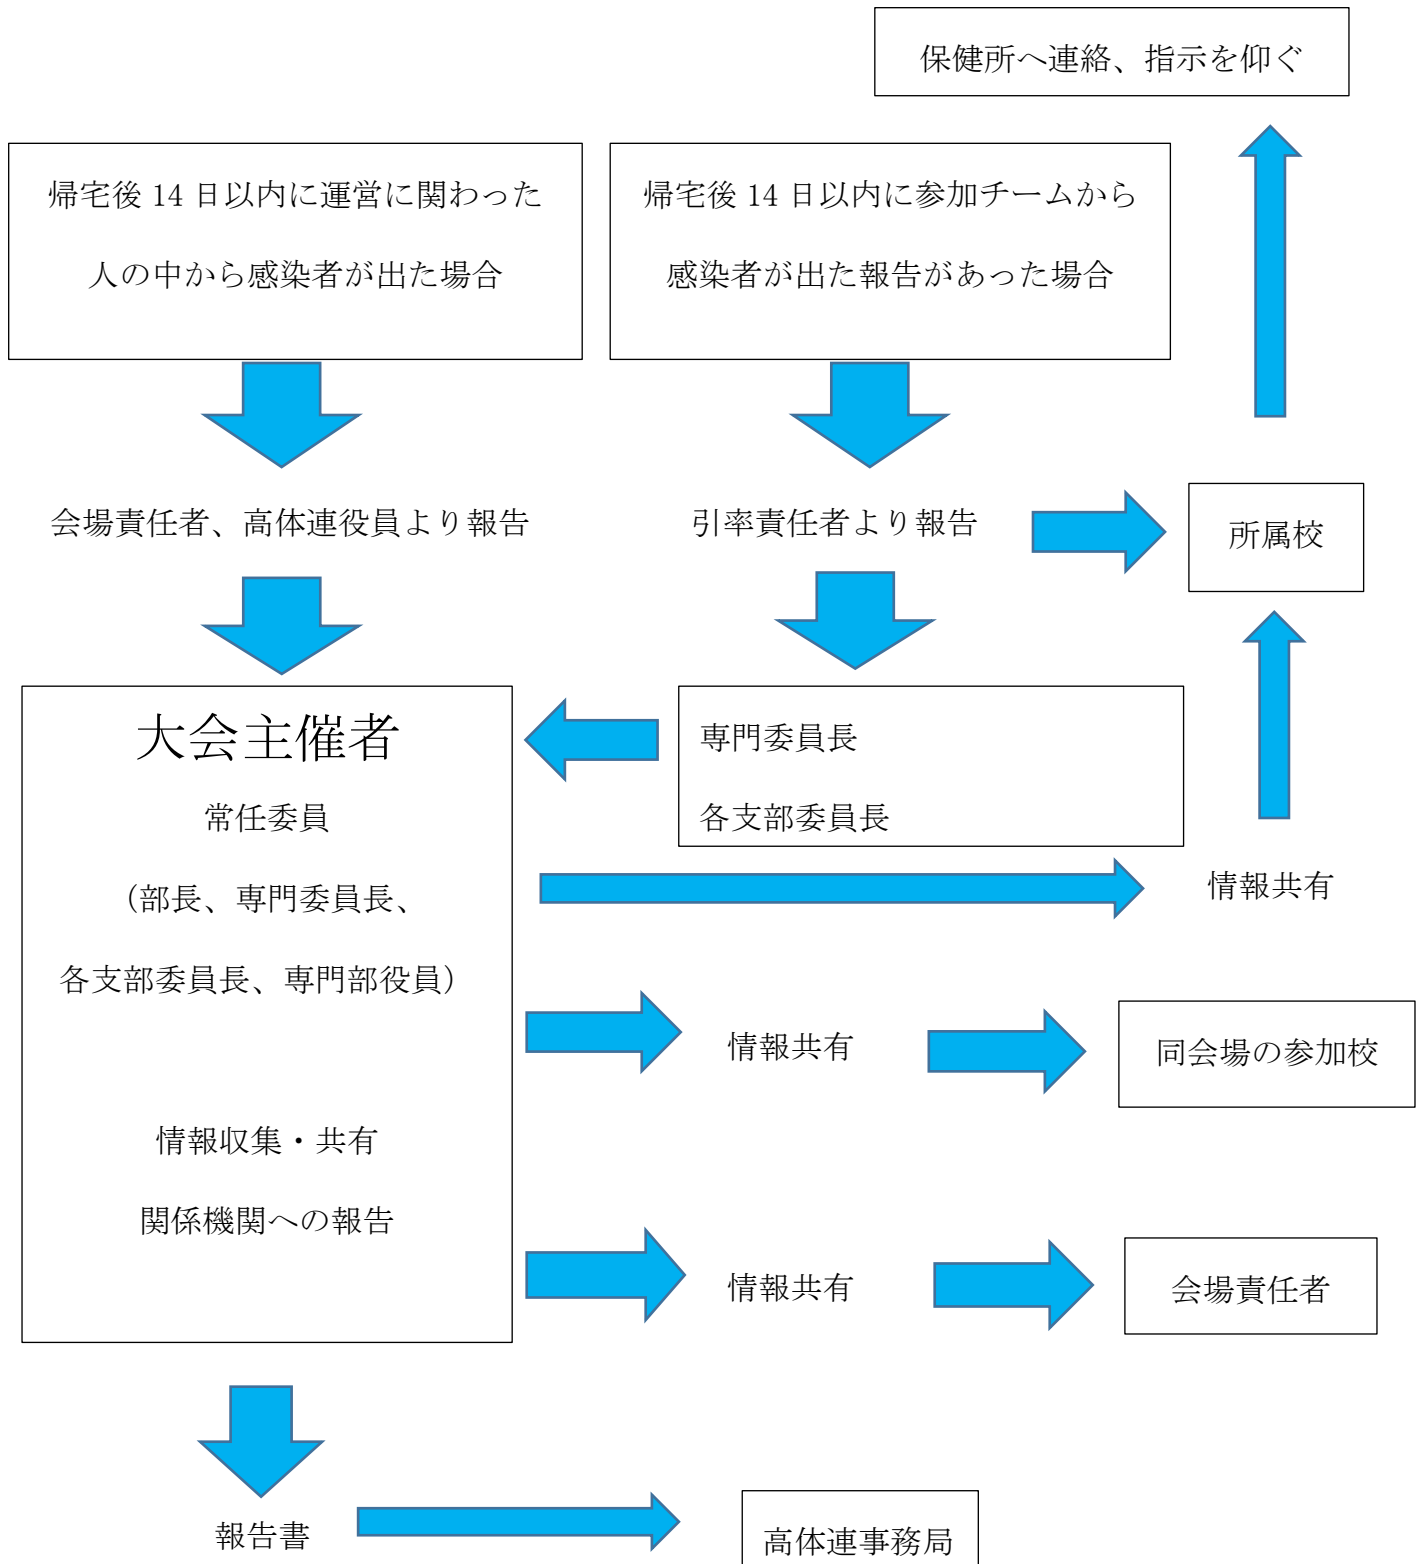 保健所へ連絡、指示を仰ぐ
帰宅後 14 日以内に運営に関わった
人の中から感染者が出た場合
帰宅後 14 日以内に参加チームから
感染者が出た報告があった場合
会場責任者、高体連役員より報告
引率責任者より報告
所属校
大会主催者
常任委員
（部長、専門委員長、
各支部委員長、専門部役員）
情報収集・共有
関係機関への報告
専門委員長
各支部委員長
情報共有
情報共有
同会場の参加校
情報共有
会場責任者
報告書
高体連事務局